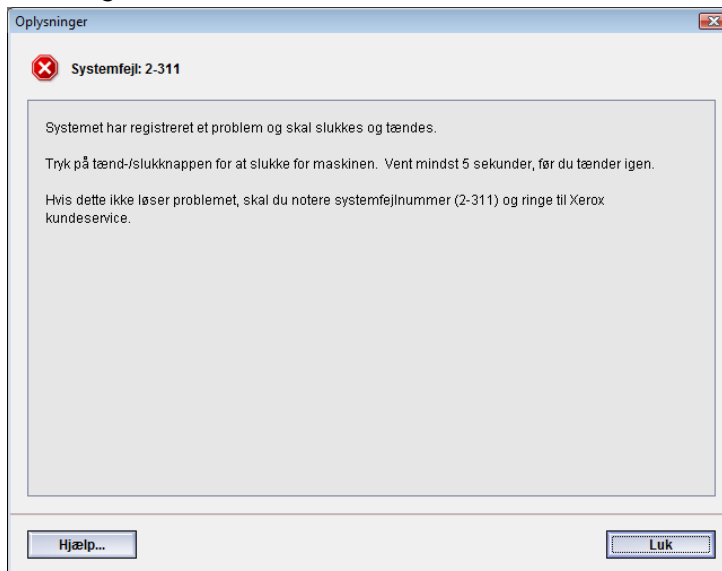 Oplysninger
Systemfejl: 2-311
Systemet har registreret et problem og skal slukkes og tændes.
Tryk på tænd-/slukknappen for at slukke for maskinen. Vent mindst 5 sekunder, før du tænder igen.
Hvis dette ikke løser problemet, skal du notere systemfejlnummer (2-311) og ringe til Xerox
kundeservice.
Hjælp...
Luk